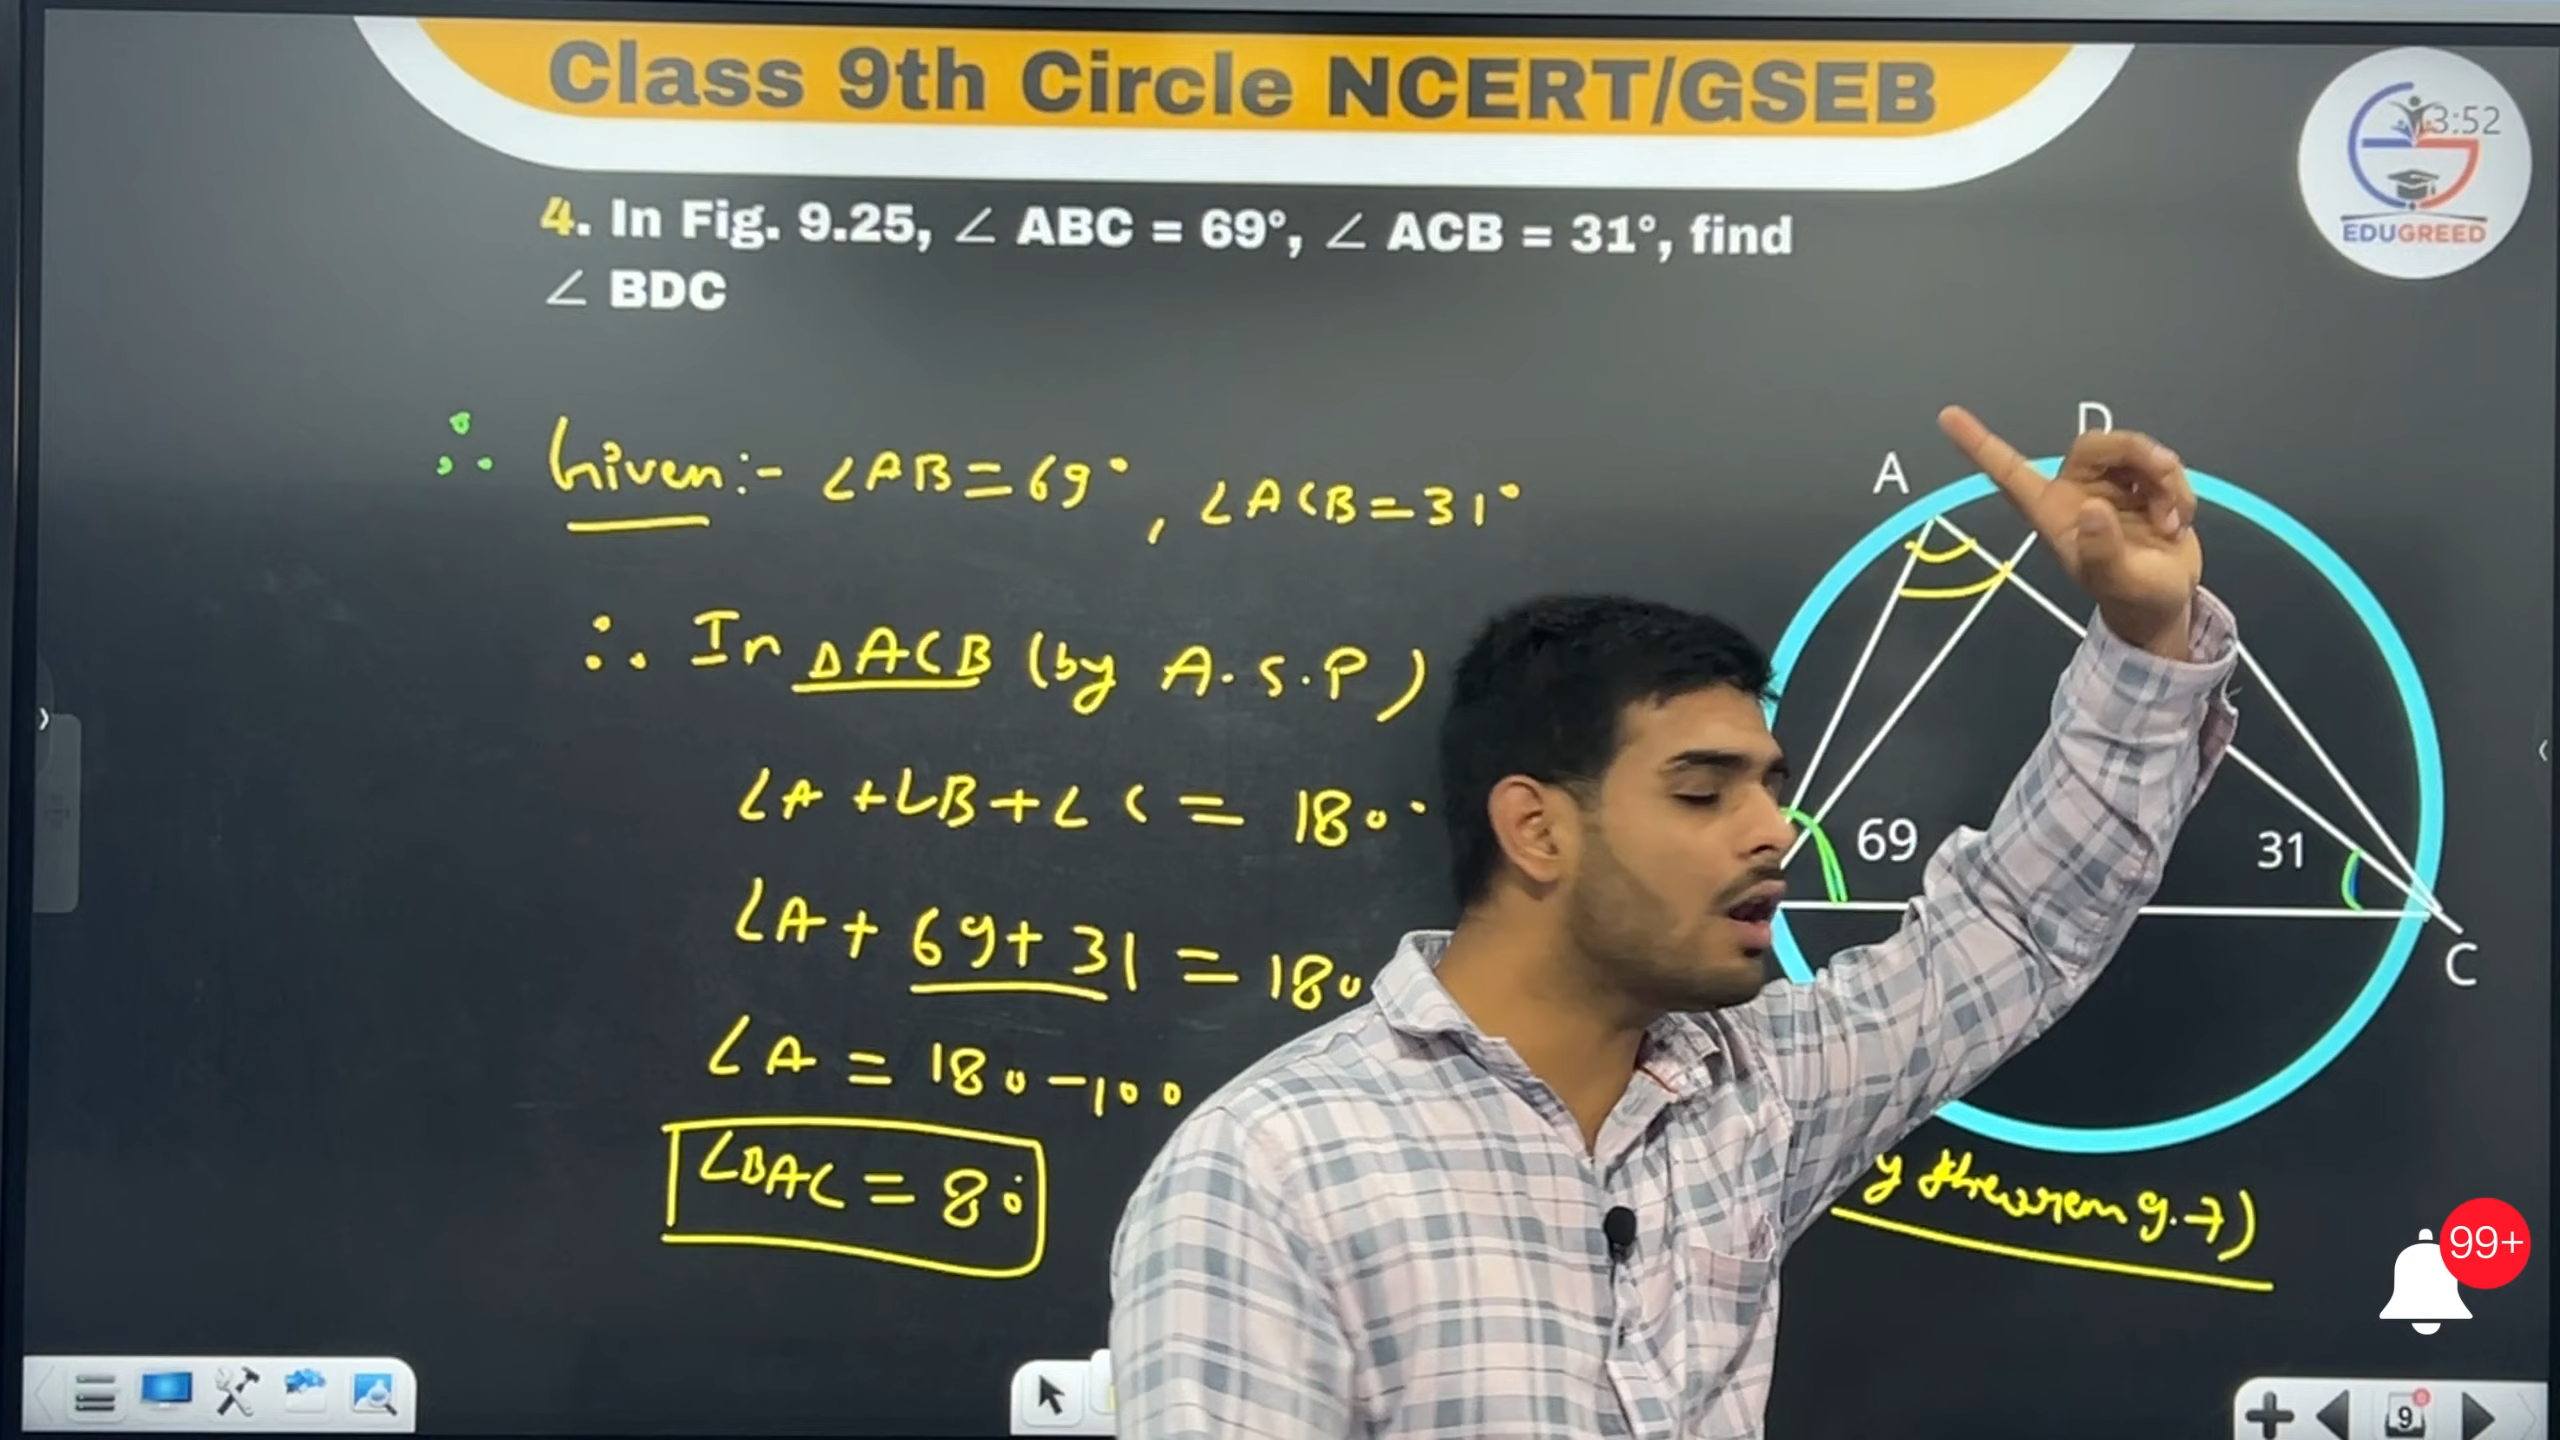 Class 9th Circle NCERT/GSEB
3:52
EDUGREED
4. In Fig. 9.25, ∠ ABC = 69°, ∠ ACB = 31°, find
∠ BDC
∴ Given:- ∠AB=69°, ∠ACB=31°
∴ In ΔACB (by A.S.P)
∠A+∠B+∠C = 180°
∠A+69+31 = 180
∠A = 180-100
∠BAC = 80°
A
D
69
31
C
y theorem 9.7)
99+
9